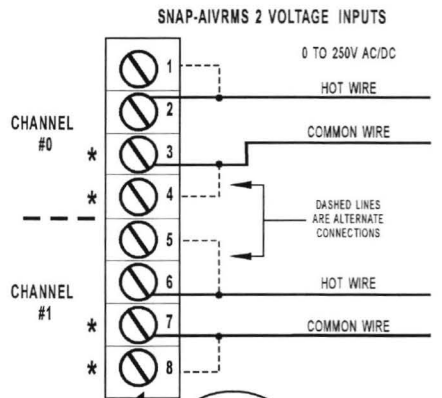 SNAP-AIVRMS 2 VOLTAGE INPUTS
0 TO 250V AC/DC
1
HOT WIRE
2
CHANNEL
#0
COMMON WIRE
* 3
* 4
DASHED LINES
ARE ALTERNATE
CONNECTIONS
5
6
HOT WIRE
CHANNEL
#1
* 7
COMMON WIRE
* 8